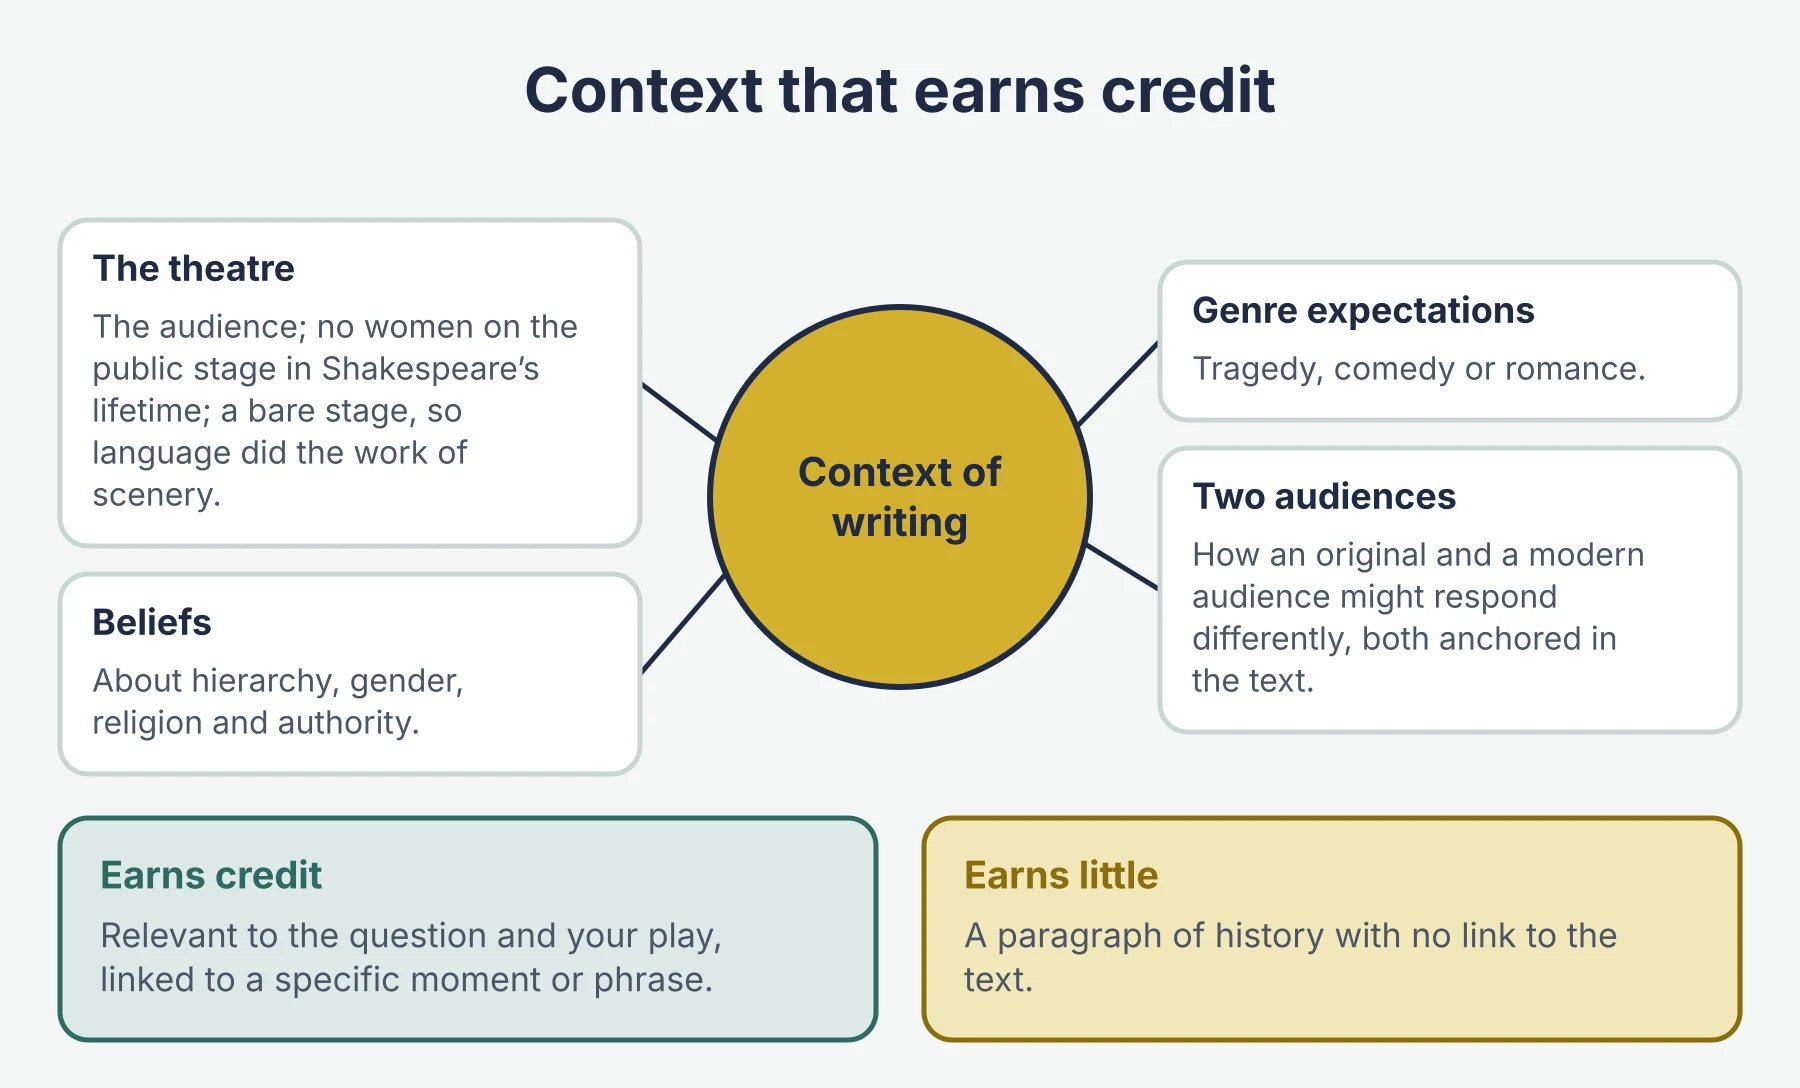 Context that earns credit
The theatre
The audience; no women on the
public stage in Shakespeare’s
lifetime; a bare stage, so
language did the work of
scenery.
Beliefs
About hierarchy, gender,
religion and authority.
Context of
writing
Genre expectations
Tragedy, comedy or romance.
Two audiences
How an original and a modern
audience might respond
differently, both anchored in
the text.
Earns credit
Relevant to the question and your play,
linked to a specific moment or phrase.
Earns little
A paragraph of history with no link to the
text.